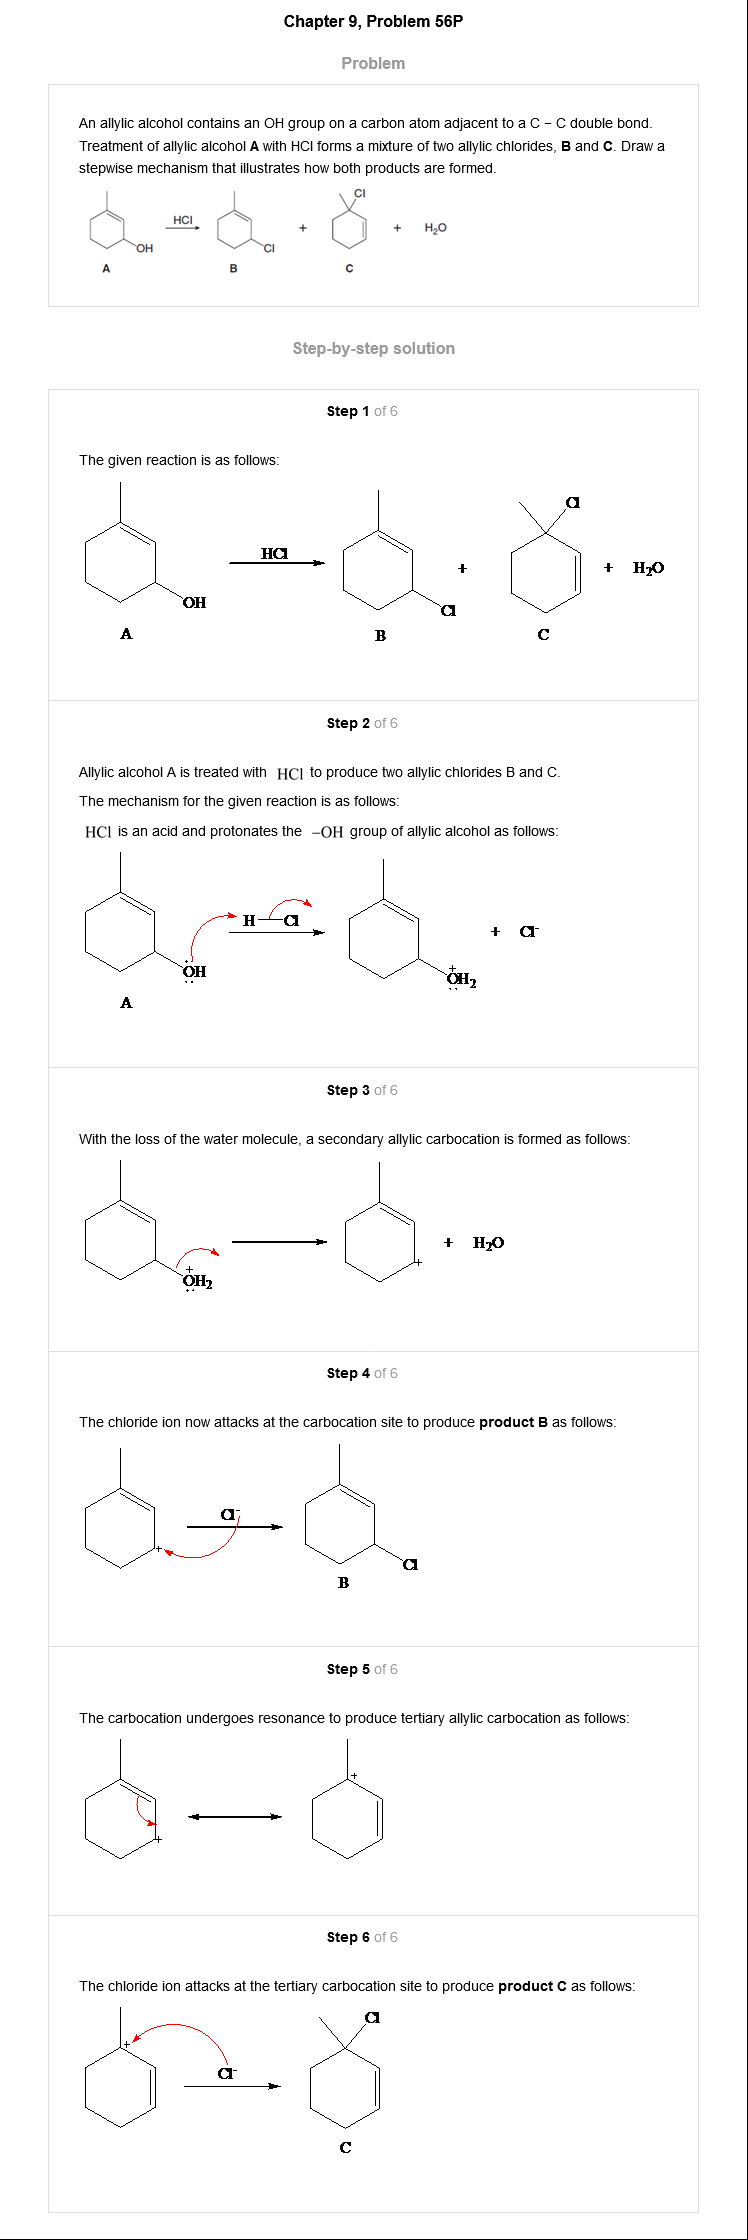 Chapter 9, Problem 56P
Problem
An allylic alcohol contains an OH group on a carbon atom adjacent to a C − C double bond.
Treatment of allylic alcohol A with HCl forms a mixture of two allylic chlorides, B and C. Draw a
stepwise mechanism that illustrates how both products are formed.
OH
HCl
Cl
+
Cl
+
H₂O
A
B
C
Step-by-step solution
Step 1 of 6
The given reaction is as follows:
OH
HCl
Cl
+
Cl
+
H₂O
A
B
C
Step 2 of 6
Allylic alcohol A is treated with HCl to produce two allylic chlorides B and C.
The mechanism for the given reaction is as follows:
HCl is an acid and protonates the −OH group of allylic alcohol as follows:
OH
H
Cl
+
OH₂
+
Cl⁻
A
Step 3 of 6
With the loss of the water molecule, a secondary allylic carbocation is formed as follows:
+
OH₂
+
+
H₂O
Step 4 of 6
The chloride ion now attacks at the carbocation site to produce product B as follows:
+
Cl⁻
Cl
B
Step 5 of 6
The carbocation undergoes resonance to produce tertiary allylic carbocation as follows:
+
+
Step 6 of 6
The chloride ion attacks at the tertiary carbocation site to produce product C as follows:
+
Cl⁻
Cl
C